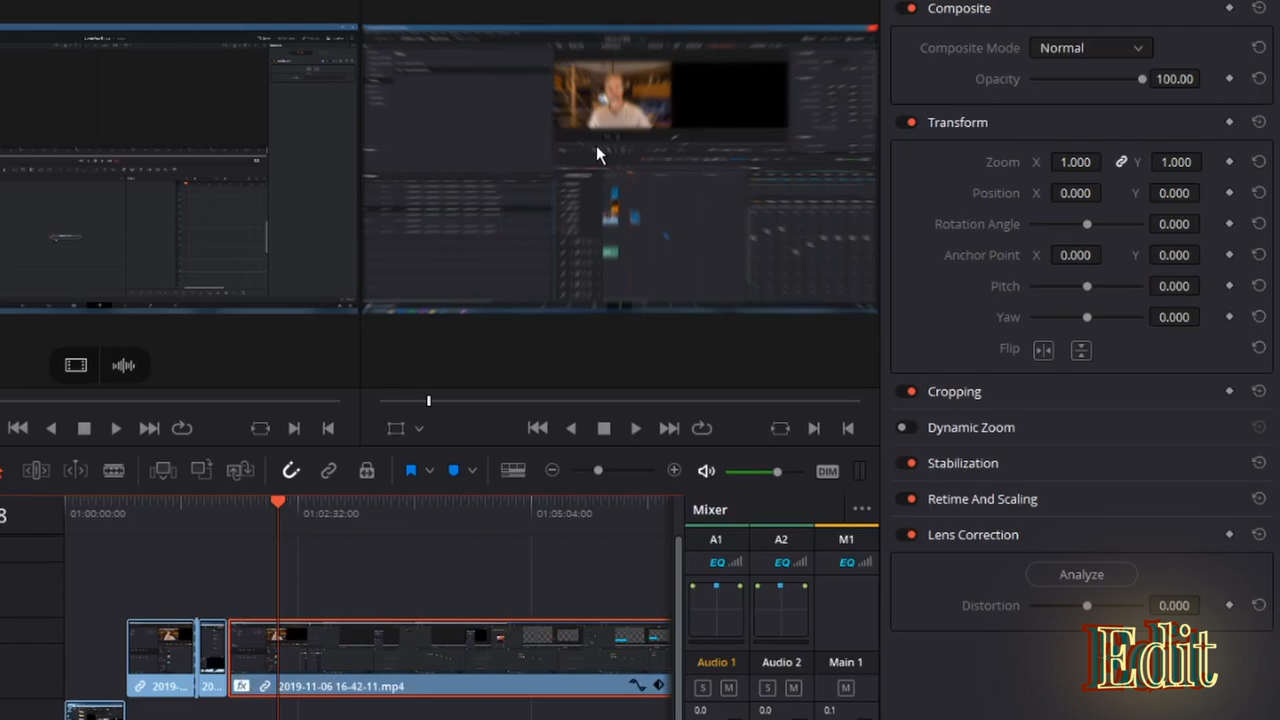 Composite
Composite Mode Normal
Opacity 100.00
Transform
Zoom X 1.000 Y 1.000
Position X 0.000 Y 0.000
Rotation Angle 0.000
Anchor Point X 0.000 Y 0.000
Pitch 0.000
Yaw 0.000
Flip
Cropping
Dynamic Zoom
Stabilization
Retime And Scaling
Lens Correction
Analyze
Distortion 0.000
Edit
DIM
8
01:00:00:00 01:02:32:00 01:05:04:00
Mixer
A1 A2 M1
EQ EQ EQ
Audio 1 Audio 2 Main 1
S M S M M
0.0 0.0 0.1
2019-... 20... 2019-11-06 16-42-11.mp4